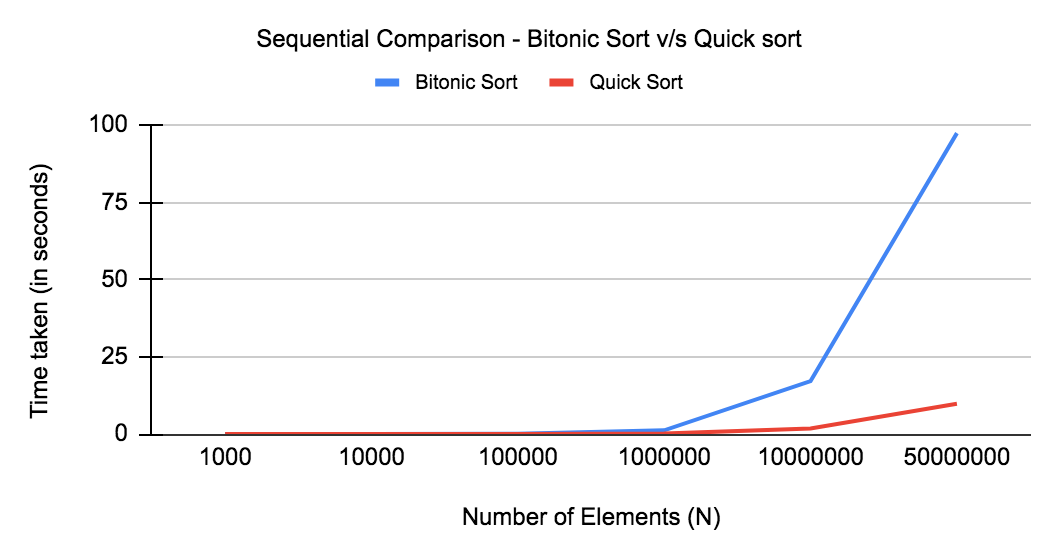 Sequential Comparison - Bitonic Sort v/s Quick sort
Bitonic Sort
Quick Sort
100
75
50
25
0
Time taken (in seconds)
1000
10000
100000
1000000
10000000
50000000
Number of Elements (N)